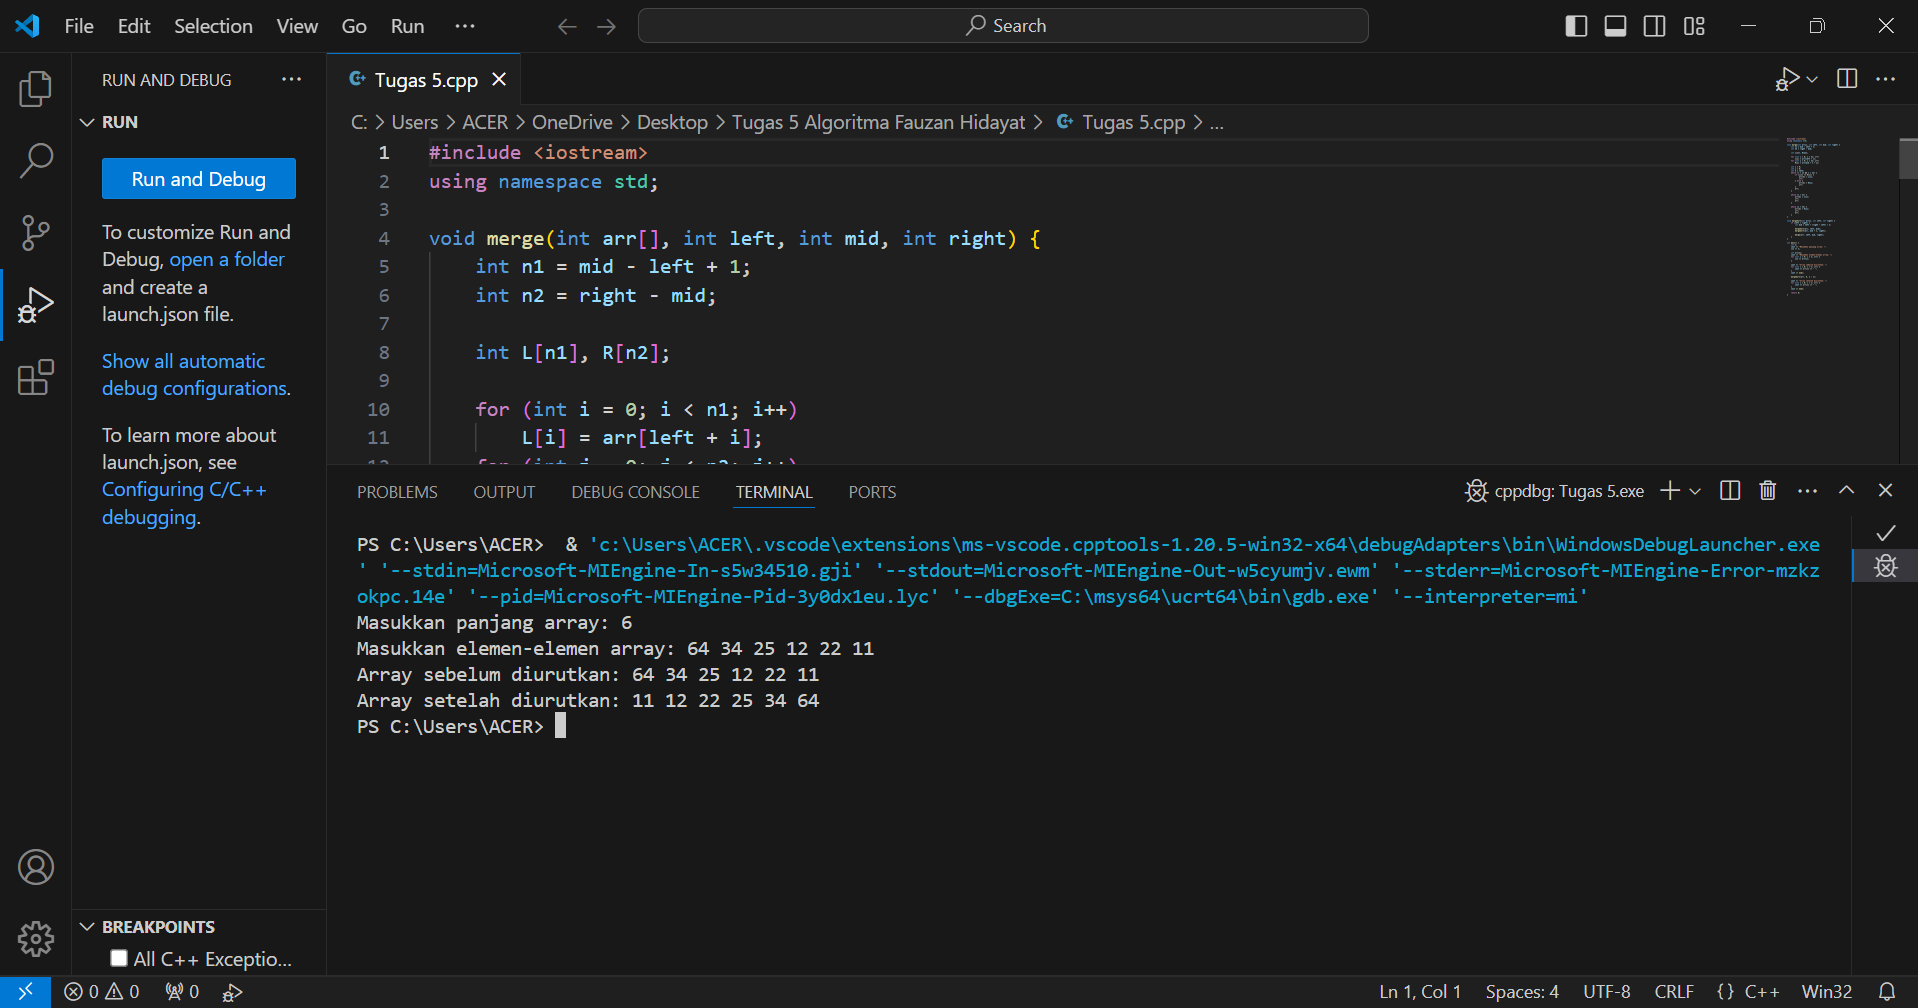 File Edit Selection View Go Run ··· Search
RUN AND DEBUG ···
RUN
Run and Debug
To customize Run and
Debug, open a folder
and create a
launch.json file.
Show all automatic
debug configurations.
To learn more about
launch.json, see
Configuring C/C++
debugging.
BREAKPOINTS
All C++ Exceptio...
Tugas 5.cpp
C: > Users > ACER > OneDrive > Desktop > Tugas 5 Algoritma Fauzan Hidayat > Tugas 5.cpp > ...
1 #include <iostream>
2 using namespace std;
3
4 void merge(int arr[], int left, int mid, int right) {
5     int n1 = mid - left + 1;
6     int n2 = right - mid;
7
8     int L[n1], R[n2];
9
10     for (int i = 0; i < n1; i++)
11         L[i] = arr[left + i];
PROBLEMS OUTPUT DEBUG CONSOLE TERMINAL PORTS cppdbg: Tugas 5.exe
PS C:\Users\ACER>  & 'c:\Users\ACER\.vscode\extensions\ms-vscode.cpptools-1.20.5-win32-x64\debugAdapters\bin\WindowsDebugLauncher.exe
' '--stdin=Microsoft-MIEngine-In-s5w34510.gji' '--stdout=Microsoft-MIEngine-Out-w5cyumjv.ewm' '--stderr=Microsoft-MIEngine-Error-mzkz
okpc.14e' '--pid=Microsoft-MIEngine-Pid-3y0dx1eu.lyc' '--dbgExe=C:\msys64\ucrt64\bin\gdb.exe' '--interpreter=mi'
Masukkan panjang array: 6
Masukkan elemen-elemen array: 64 34 25 12 22 11
Array sebelum diurutkan: 64 34 25 12 22 11
Array setelah diurutkan: 11 12 22 25 34 64
PS C:\Users\ACER>
0 0 0 Ln 1, Col 1 Spaces: 4 UTF-8 CRLF {} C++ Win32